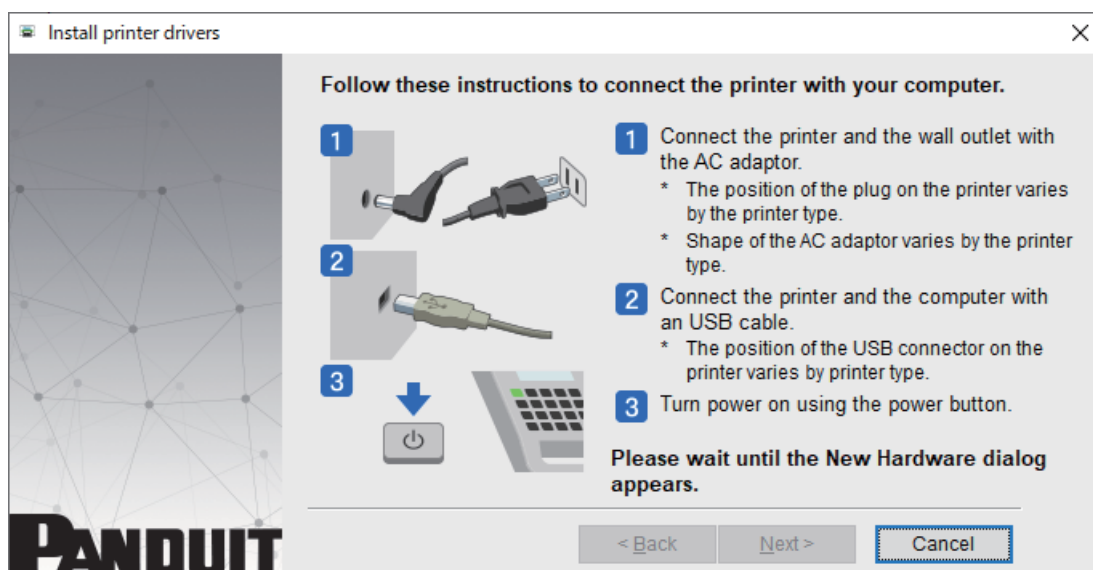 Install printer drivers
Follow these instructions to connect the printer with your computer.
1
2
3
1 Connect the printer and the wall outlet with
the AC adaptor.
* The position of the plug on the printer varies
by the printer type.
* Shape of the AC adaptor varies by the printer
type.
2 Connect the printer and the computer with
an USB cable.
* The position of the USB connector on the
printer varies by printer type.
3 Turn power on using the power button.
Please wait until the New Hardware dialog
appears.
PANDUIT
< Back Next > Cancel